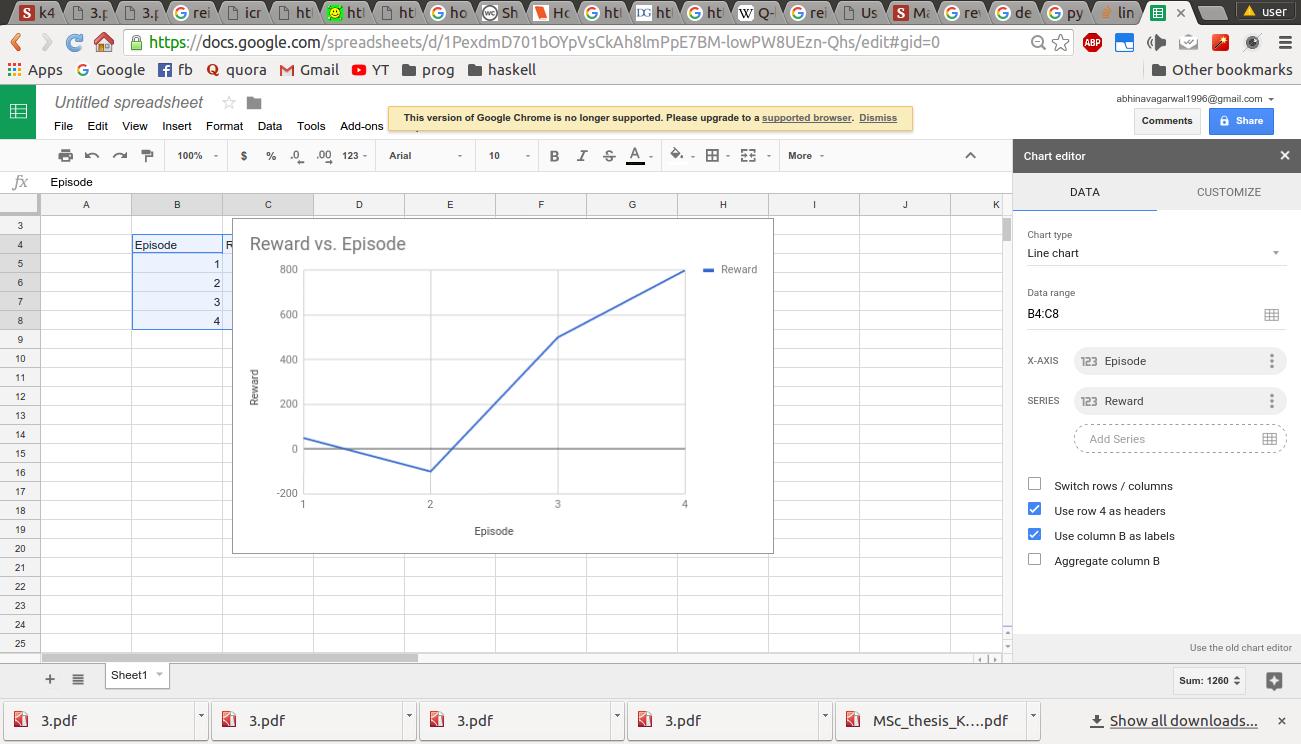 k4 3.p 3.p rei icr htl htl htl ho Sh Ho htl htl htl Q- rei Us Ma rev de py lin user
https://docs.google.com/spreadsheets/d/1PexdmD701bOYpVsCkAh8lmPpE7BM-lowPW8UEzn-Qhs/edit#gid=0 ABP
Apps Google fb quora Gmail YT prog haskell Other bookmarks
Untitled spreadsheet
abhinavagarwal1996@gmail.com
File Edit View Insert Format Data Tools Add-ons
This version of Google Chrome is no longer supported. Please upgrade to a supported browser. Dismiss
Comments Share
100% $ % .0 .00 123 Arial 10 B I S A More
Chart editor
fx Episode
DATA CUSTOMIZE
A B C D E F G H I J K
3
4 Episode R
5 1
6 2
7 3
8 4
9
10
11
12
13
14
15
16
17
18
19
20
21
22
23
24
25
Reward vs. Episode
Reward
800
600
400
200
0
-200
Reward
1 2 3 4
Episode
Chart type
Line chart
Data range
B4:C8
X-AXIS 123 Episode
SERIES 123 Reward
Add Series
Switch rows / columns
Use row 4 as headers
Use column B as labels
Aggregate column B
Use the old chart editor
Sheet1
Sum: 1260
3.pdf 3.pdf 3.pdf 3.pdf MSc_thesis_K....pdf Show all downloads...